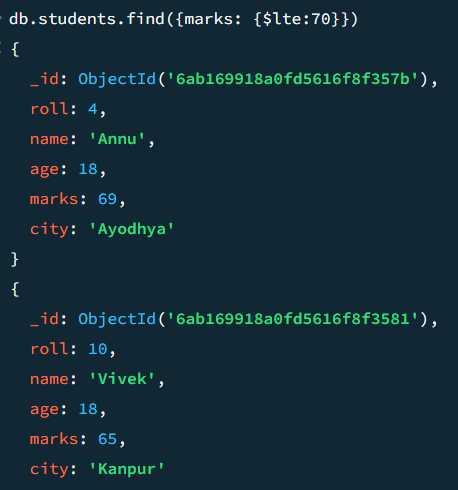 db.students.find({marks: {$lte:70}})
{
_id: ObjectId('6ab169918a0fd5616f8f357b'),
roll: 4,
name: 'Annu',
age: 18,
marks: 69,
city: 'Ayodhya'
}
{
_id: ObjectId('6ab169918a0fd5616f8f3581'),
roll: 10,
name: 'Vivek',
age: 18,
marks: 65,
city: 'Kanpur'